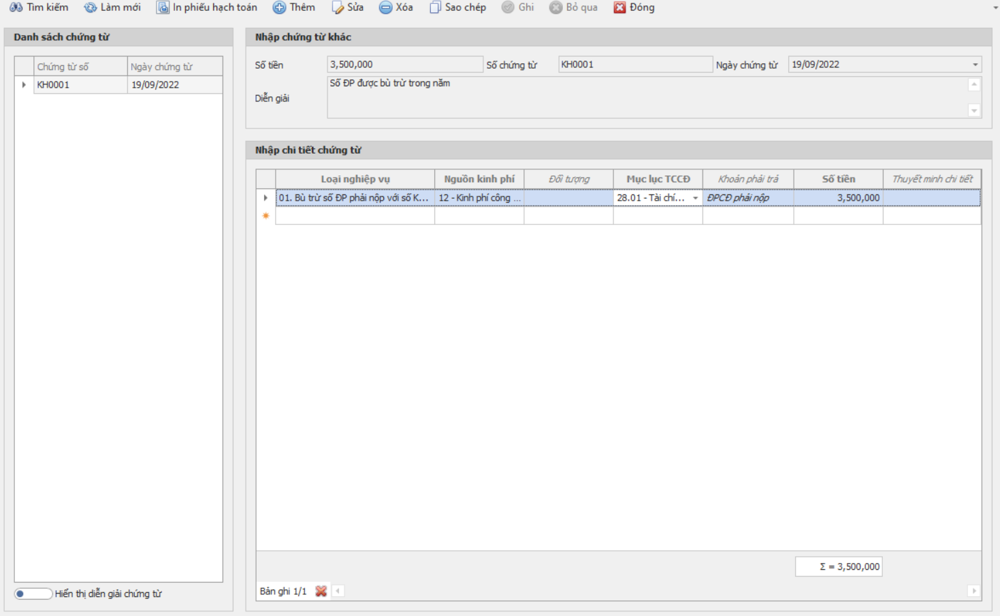 Tìm kiếm Làm mới In phiếu hạch toán Thêm Sửa Xóa Sao chép Ghi Bỏ qua Đóng
Danh sách chứng từ
Chứng từ số Ngày chứng từ
KH0001 19/09/2022
Hiển thị diễn giải chứng từ
Nhập chứng từ khác
Số tiền 3,500,000 Số chứng từ KH0001 Ngày chứng từ 19/09/2022
Diễn giải Số ĐP được bù trừ trong năm
Nhập chi tiết chứng từ
Loại nghiệp vụ Nguồn kinh phí Đối tượng Mục lục TCCĐ Khoản phải trả Số tiền Thuyết minh chi tiết
01. Bù trừ số ĐP phải nộp với số K... 12 - Kinh phí công ... 28.01 - Tài chí... ĐPCĐ phải nộp 3,500,000
Σ = 3,500,000
Bản ghi 1/1